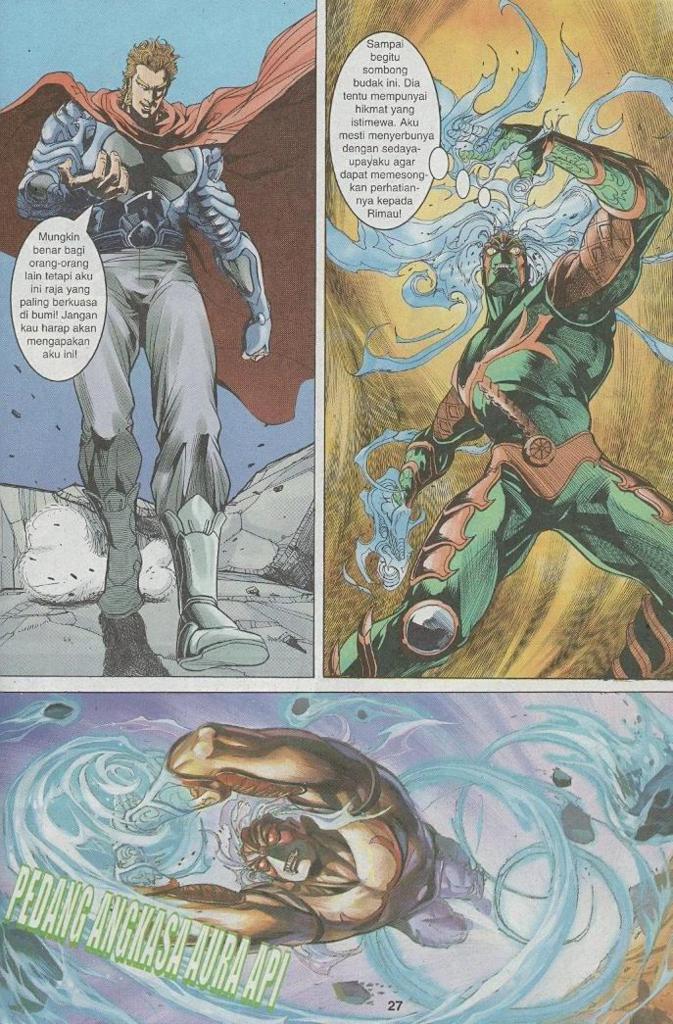 Mungkin
benar bagi
orang-orang
lain tetapi aku
ini raja yang
paling berkuasa
di bumi! Jangan
kau harap akan
mengapakan
aku ini!
Sampai
begitu
sombong
budak ini. Dia
tentu mempunyai
hikmat yang
istimewa. Aku
mesti menyerbunya
dengan sedaya-
upayaku agar
dapat memesong-
kan perhatian-
nya kepada
Rimau!
PEDANG ANGKASA AURA API
27